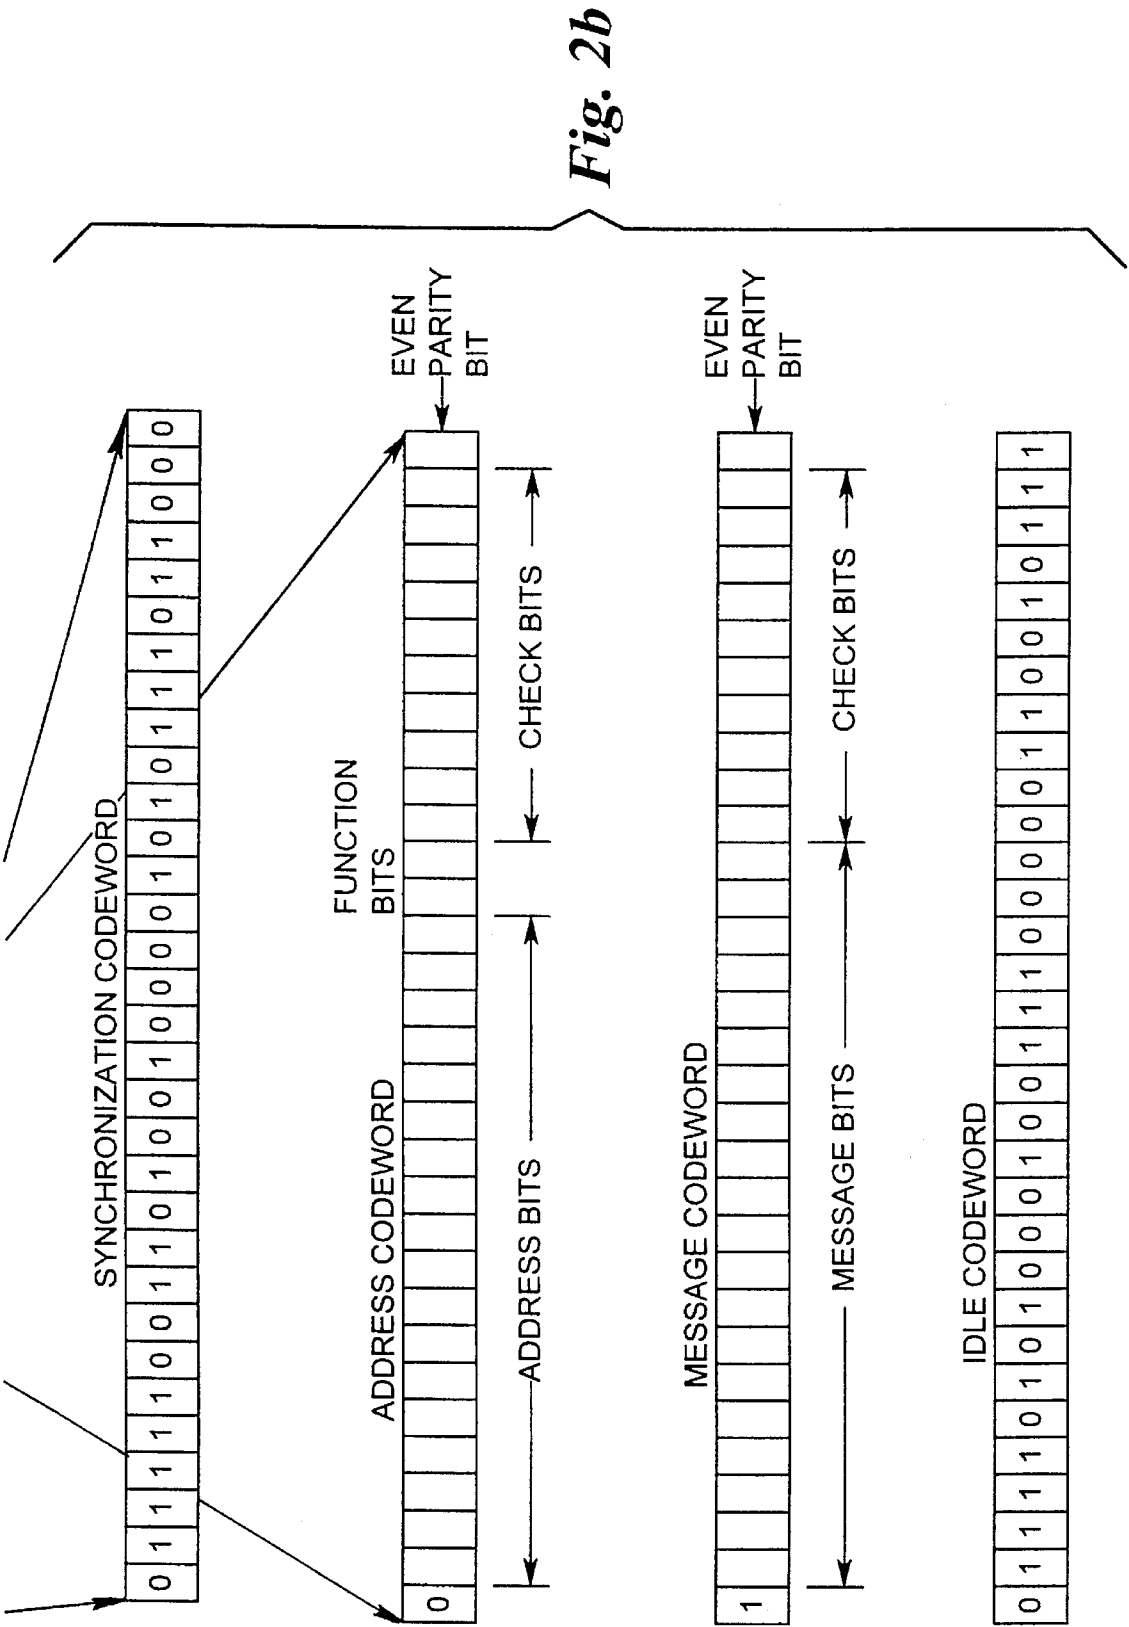 SYNCHRONIZATION CODEWORD
0 1 1 1 1 1 0 0 1 1 0 1 0 0 1 0 0 0 0 1 0 1 0 1 1 1 0 1 1 0 0 0
ADDRESS CODEWORD
FUNCTION
BITS
EVEN
PARITY
BIT
0
ADDRESS BITS
CHECK BITS
MESSAGE CODEWORD
EVEN
PARITY
BIT
1
MESSAGE BITS
CHECK BITS
IDLE CODEWORD
0 1 1 1 1 0 1 0 1 0 0 0 1 0 0 1 1 1 0 0 0 0 0 1 1 0 0 1 0 1 1 1
Fig. 2b